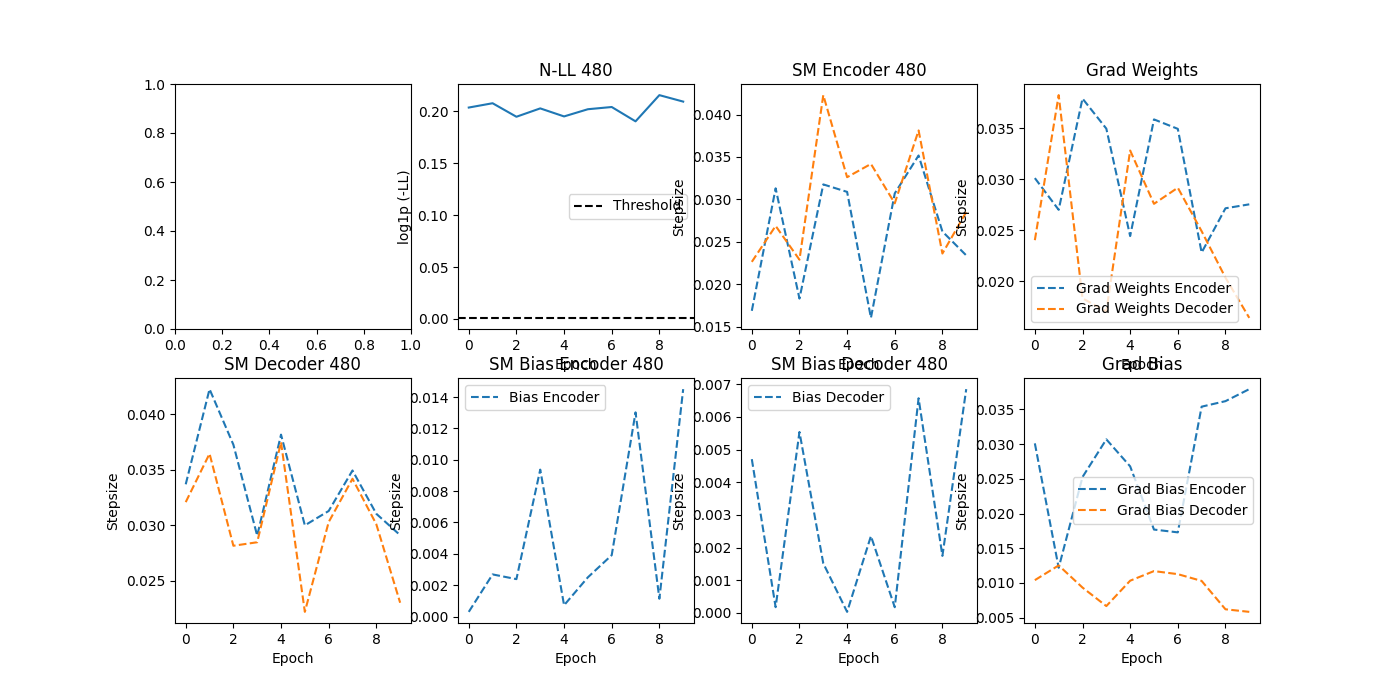 N-LL 480
SM Encoder 480
Grad Weights
1.0
0.8
0.6
0.4
0.2
0.0
0.0 0.2 0.4 0.6 0.8 1.0
log1p (-LL)
0.20
0.15
0.10
0.05
0.00
Threshold
0 2 4 6 8
Epoch
Stepsize
0.040
0.035
0.030
0.025
0.020
0.015
0 2 4 6 8
Epoch
Stepsize
0.035
0.030
0.025
0.020
Grad Weights Encoder
Grad Weights Decoder
0 2 4 6 8
Epoch
SM Decoder 480
SM Bias Encoder 480
SM Bias Decoder 480
Grad Bias
Stepsize
0.040
0.035
0.030
0.025
0 2 4 6 8
Epoch
Stepsize
0.014
0.012
0.010
0.008
0.006
0.004
0.002
0.000
Bias Encoder
0 2 4 6 8
Epoch
Stepsize
0.007
0.006
0.005
0.004
0.003
0.002
0.001
0.000
Bias Decoder
0 2 4 6 8
Epoch
Stepsize
0.035
0.030
0.025
0.020
0.015
0.010
0.005
Grad Bias Encoder
Grad Bias Decoder
0 2 4 6 8
Epoch